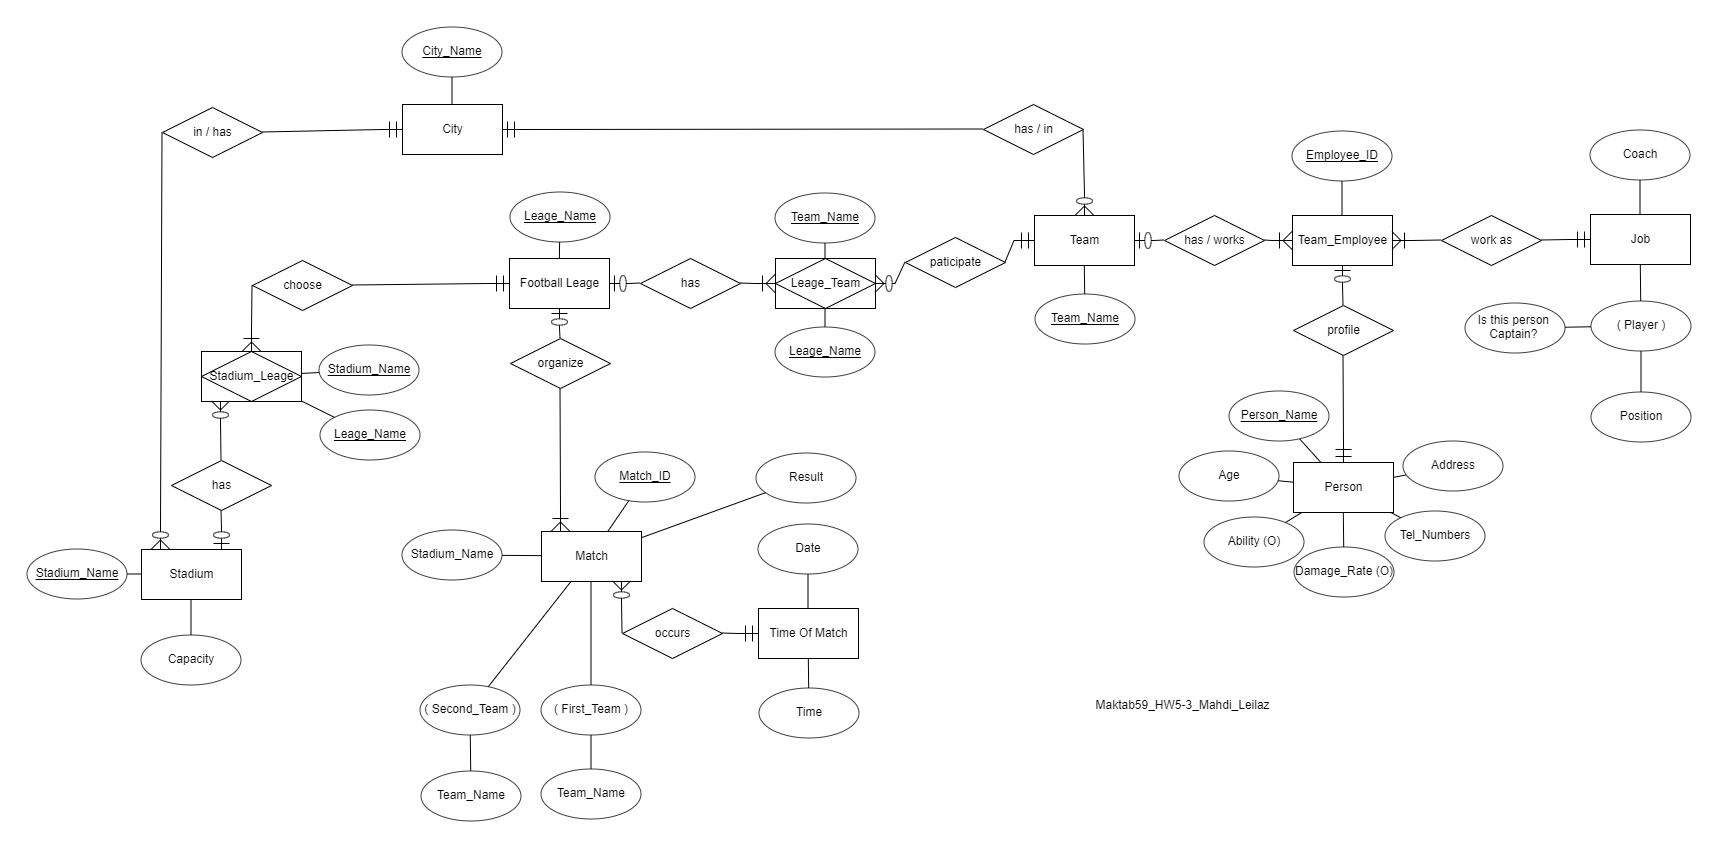 City_Name
in / has
City
has / in
Employee_ID
Coach
Leage_Name
Team_Name
Team
has / works
Team_Employee
work as
Job
choose
Football Leage
has
Leage_Team
paticipate
Team_Name
Leage_Name
profile
Is this person
Captain?
( Player )
Stadium_Leage
Stadium_Name
Leage_Name
organize
Person_Name
Position
has
Match_ID
Result
Age
Person
Address
Stadium_Name
Stadium
Stadium_Name
Match
Date
Ability (O)
Damage_Rate (O)
Tel_Numbers
Capacity
occurs
Time Of Match
( Second_Team )
( First_Team )
Time
Maktab59_HW5-3_Mahdi_Leilaz
Team_Name
Team_Name